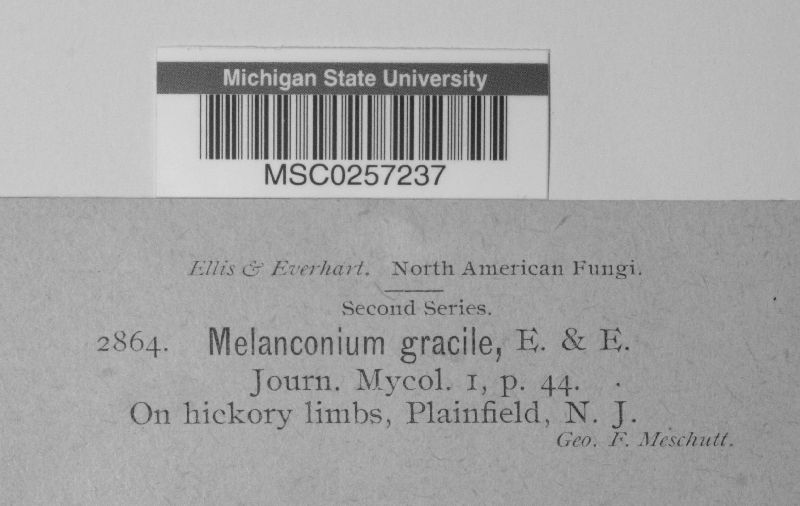 Michigan State University
MSC0257237
Ellis & Everhart. North American Fungi.
Second Series.
2864. Melanconium gracile, E. & E.
Journ. Mycol. 1, p. 44.
On hickory limbs, Plainfield, N. J.
Geo. F. Meschutt.